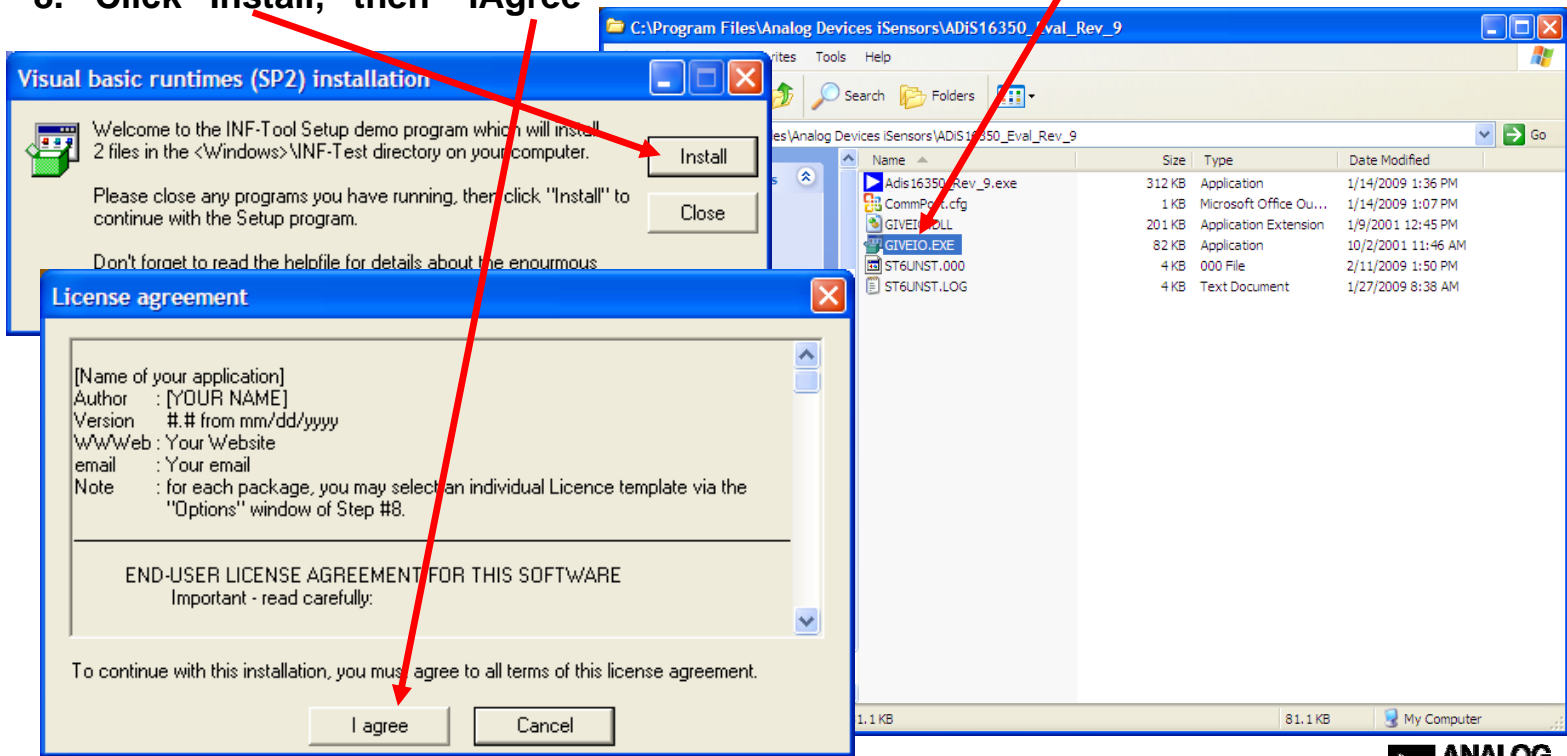 Click Install, then IAgree
C:\Program Files\Analog Devices iSensors\ADiS16350_Eval_Rev_9
Tools Help
Search Folders
ADiS16350_Eval_Rev_9
Go
Name Size Type Date Modified
Adis16350_Rev_9.exe 312 KB Application 1/14/2009 1:36 PM
CommPort.cfg 1 KB Microsoft Office Ou... 1/14/2009 1:07 PM
GIVEIO.DLL 201 KB Application Extension 1/9/2001 12:45 PM
GIVEIO.EXE 82 KB Application 10/2/2001 11:46 AM
ST6UNST.000 4 KB 000 File 2/11/2009 1:50 PM
ST6UNST.LOG 4 KB Text Document 1/27/2009 8:38 AM
81.1 KB My Computer
Visual basic runtimes (SP2) installation
Welcome to the INF-Tool Setup demo program which will install
2 files in the <Windows>\INF-Test directory on your computer.
Please close any programs you have running, then click "Install" to
continue with the Setup program.
Don't forget to read the helpfile for details about the enourmous
Install
Close
License agreement
[Name of your application]
Author : [YOUR NAME]
Version #.# from mm/dd/yyyy
WWWeb : Your Website
email : Your email
Note : for each package, you may select an individual Licence template via the
"Options" window of Step #8.
END-USER LICENSE AGREEMENT FOR THIS SOFTWARE
Important - read carefully:
To continue with this installation, you must agree to all terms of this license agreement.
I agree
Cancel
ANALOG